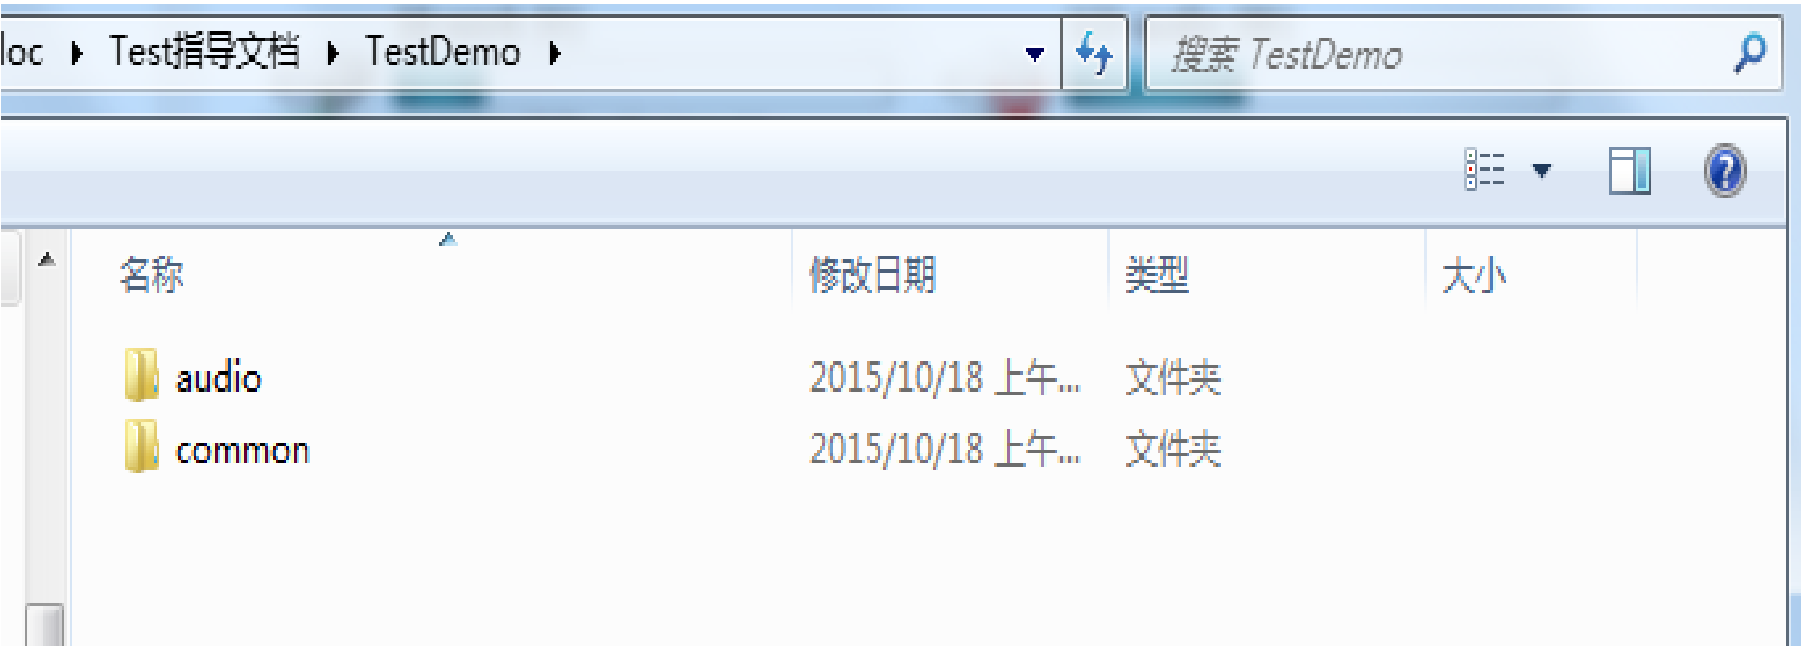 loc ▸ Test指导文档 ▸ TestDemo ▸
搜索 TestDemo
名称 修改日期 类型 大小
audio 2015/10/18 上午... 文件夹
common 2015/10/18 上午... 文件夹